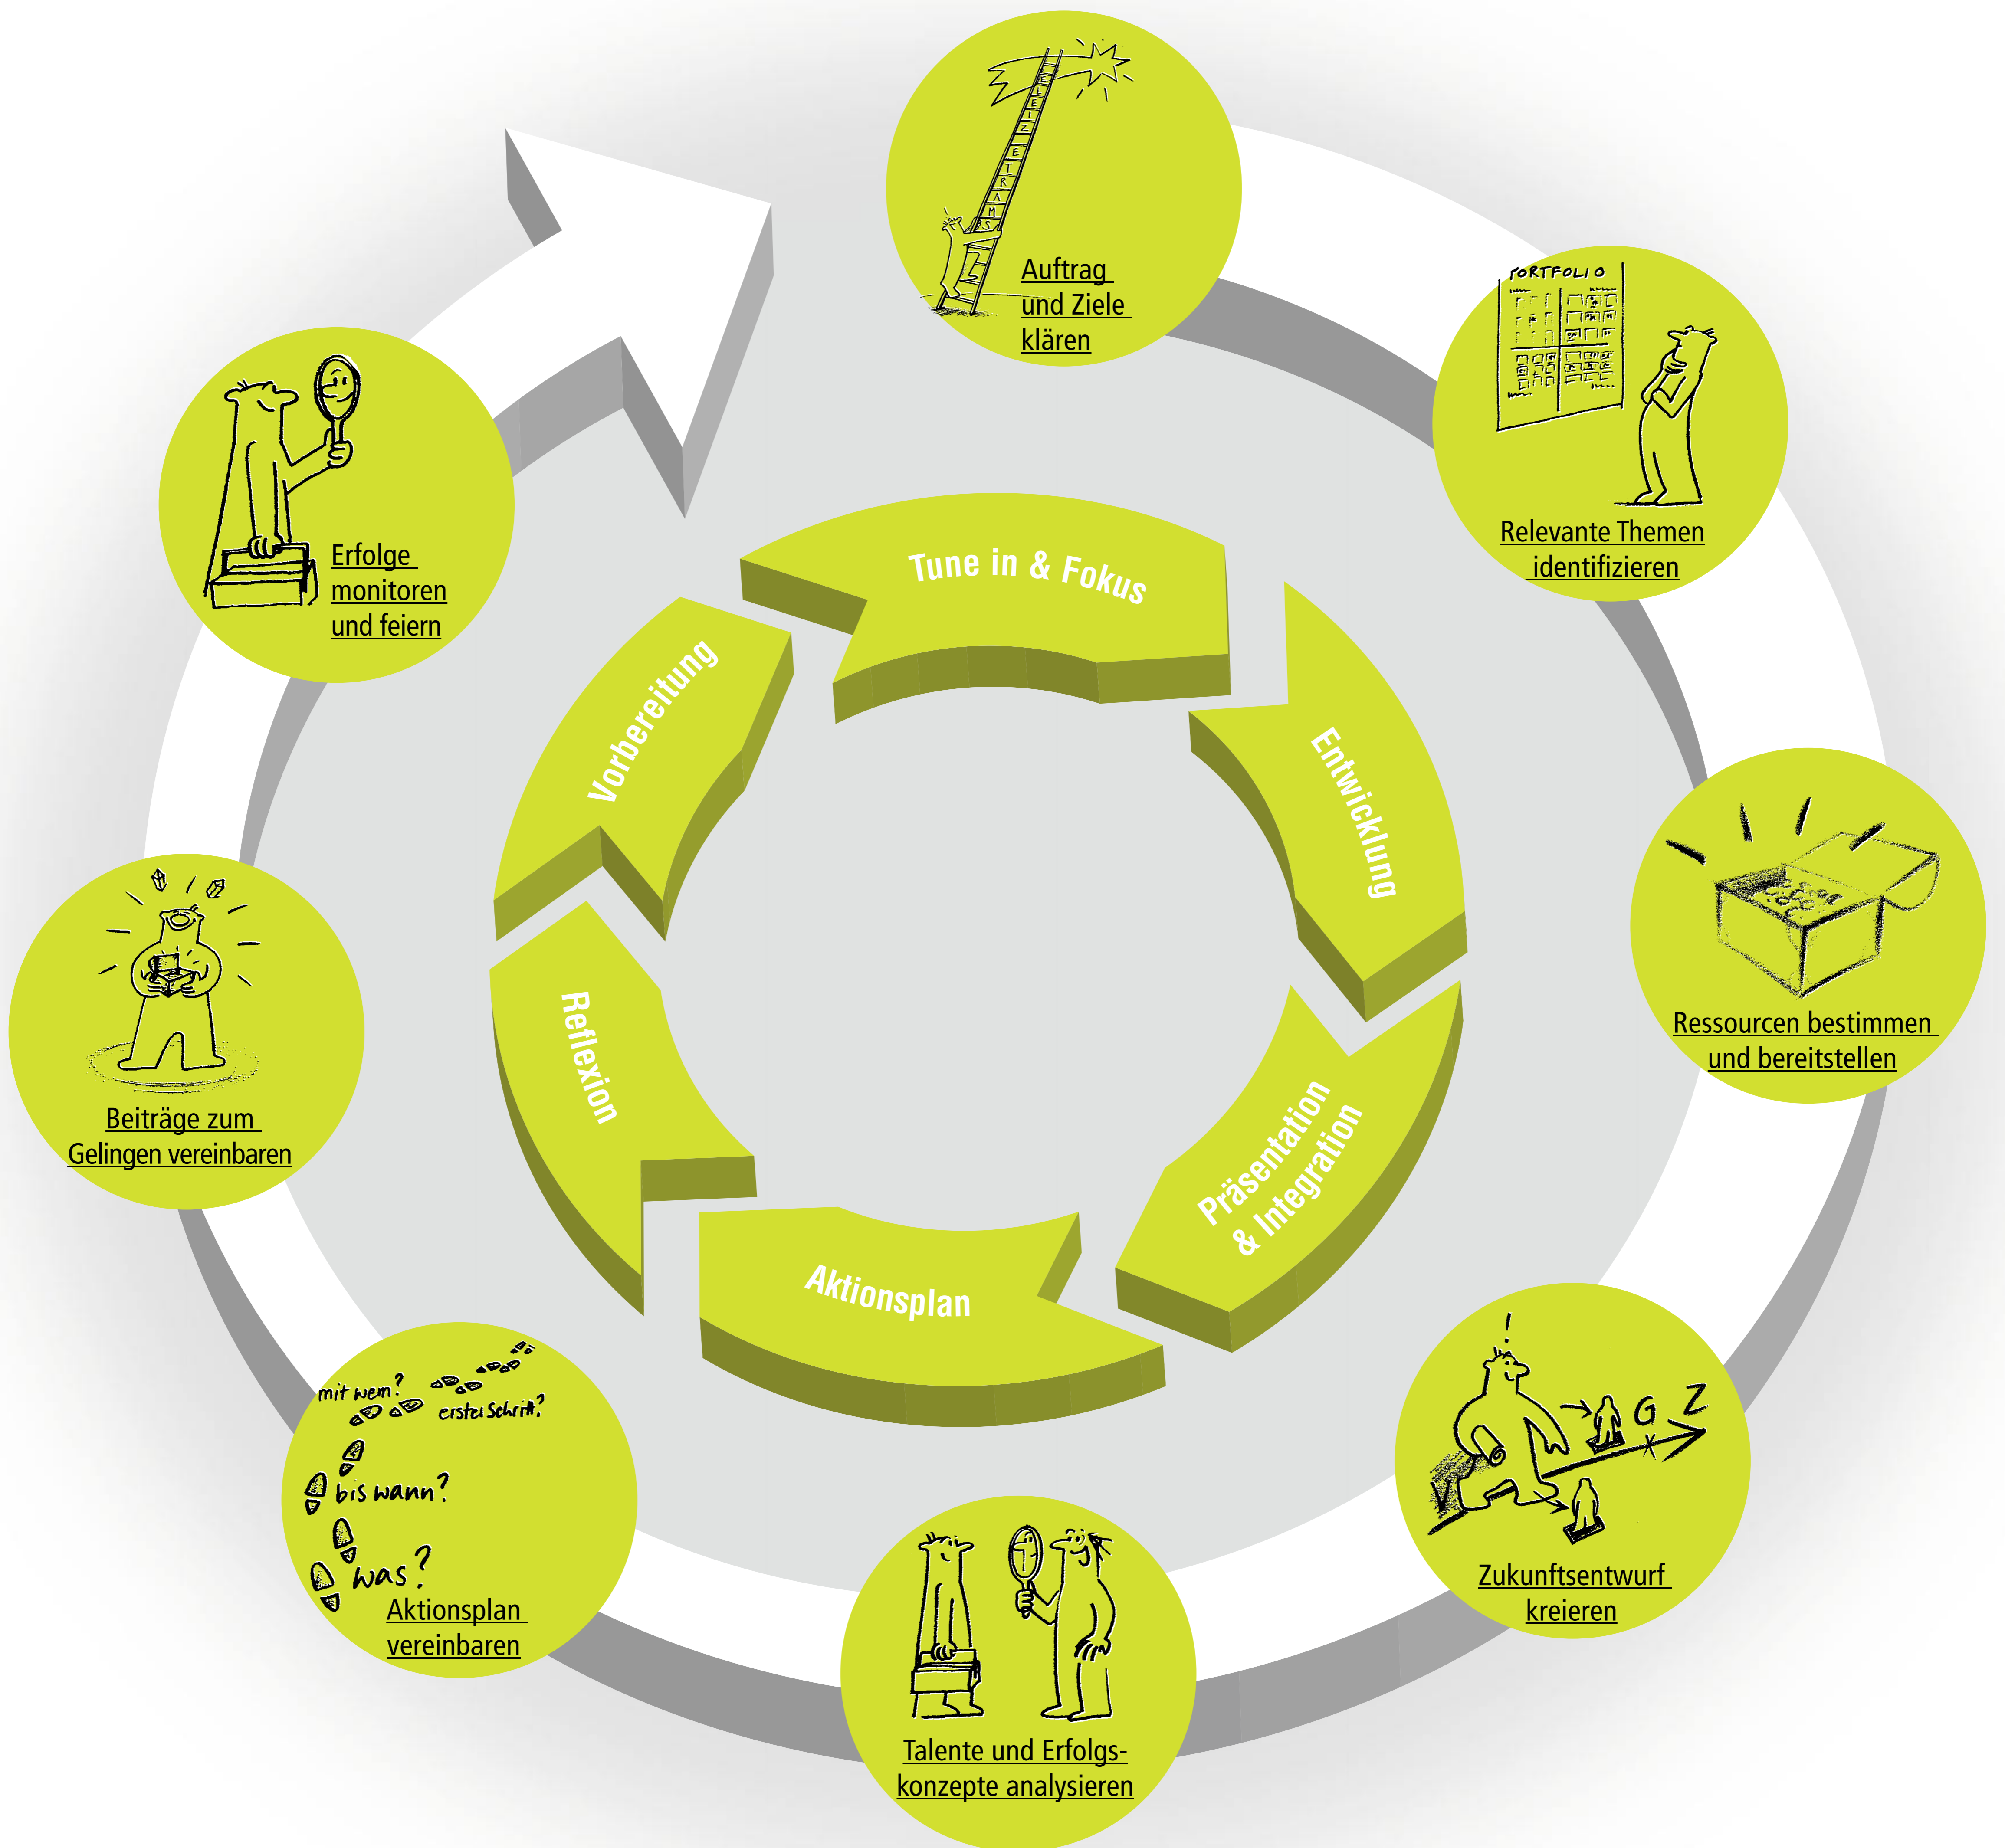 ELEIZ ETRAMS
Auftrag
und Ziele
klären
PORTFOLIO
Relevante Themen
identifizieren
Ressourcen bestimmen
und bereitstellen
G Z
V
Zukunftsentwurf
kreieren
Talente und Erfolgs-
konzepte analysieren
mit wem?
erster Schritt?
bis wann?
was?
Aktionsplan
vereinbaren
Beiträge zum
Gelingen vereinbaren
Erfolge
monitoren
und feiern
Tune in & Fokus
Entwicklung
Präsentation
& Integration
Aktionsplan
Reflexion
Vorbereitung